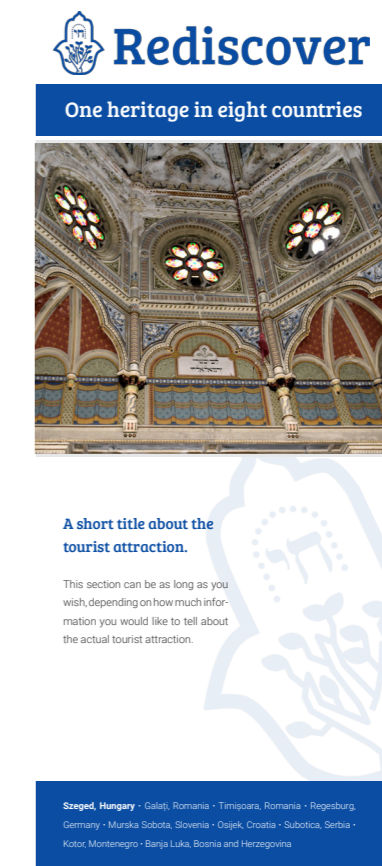 Rediscover
One heritage in eight countries
A short title about the
tourist attraction.
This section can be as long as you
wish, depending on how much infor-
mation you would like to tell about
the actual tourist attraction.
Szeged, Hungary • Galați, Romania • Timișoara, Romania • Regesburg,
Germany • Murska Sobota, Slovenia • Osijek, Croatia • Subotica, Serbia •
Kotor, Montenegro • Banja Luka, Bosnia and Herzegovina